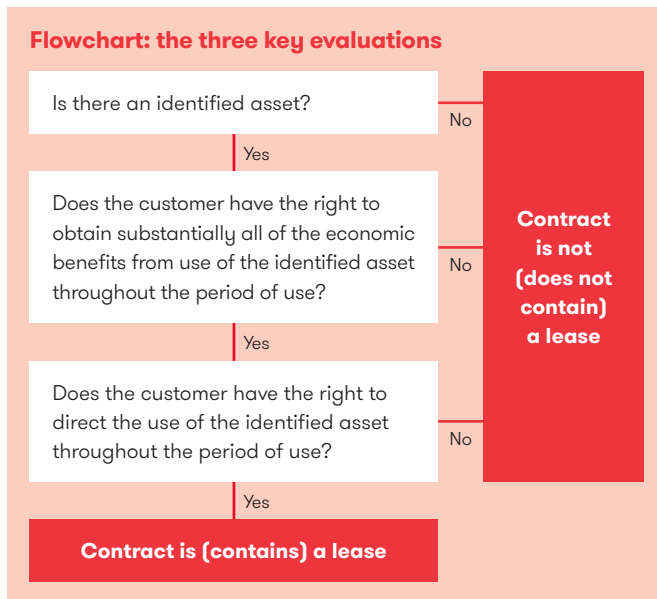 Flowchart: the three key evaluations
Is there an identified asset?
No
Yes
Does the customer have the right to
obtain substantially all of the economic
benefits from use of the identified asset
throughout the period of use?
No
Yes
Does the customer have the right to
direct the use of the identified asset
throughout the period of use?
No
Yes
Contract is (contains) a lease
Contract
is not
(does not
contain)
a lease